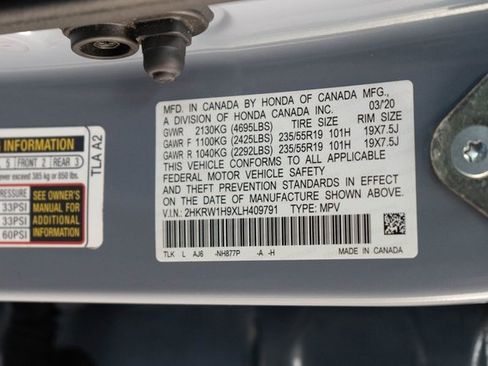 G INFORMATION
5 FRONT 2 REAR 3
ever exceed 385 kg or 850 lbs.
PRESSURE
33PSI
33PSI
60PSI
SEE OWNER'S
MANUAL FOR
ADDITIONAL
INFORMATION
TLA A2
MFD. IN CANADA BY HONDA OF CANADA MFG.,
A DIVISION OF HONDA CANADA INC. 03/20
GVWR 2130KG (4695LBS) TIRE SIZE RIM SIZE
GAWR F 1100KG (2425LBS) 235/55R19 101H 19X7.5J
GAWR R 1040KG (2292LBS) 235/55R19 101H 19X7.5J
THIS VEHICLE CONFORMS TO ALL APPLICABLE
FEDERAL MOTOR VEHICLE SAFETY
AND THEFT PREVENTION STANDARDS IN EFFECT
ON THE DATE OF MANUFACTURE SHOWN ABOVE.
V.I.N.: 2HKRW1H9XLH409791 TYPE: MPV
TLK L AJ6 -NH877P -A -H MADE IN CANADA